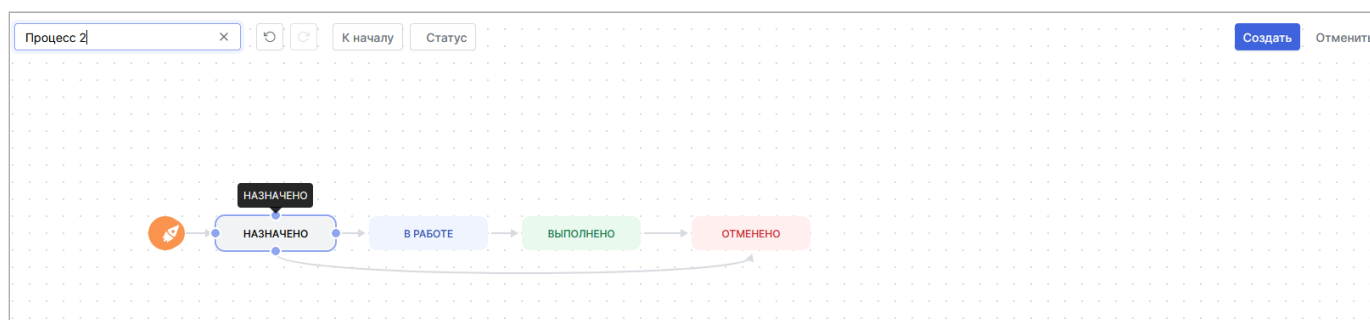 Процесс 2
К началу
Статус
Создать
Отменить
НАЗНАЧЕНО
НАЗНАЧЕНО
В РАБОТЕ
ВЫПОЛНЕНО
ОТМЕНЕНО